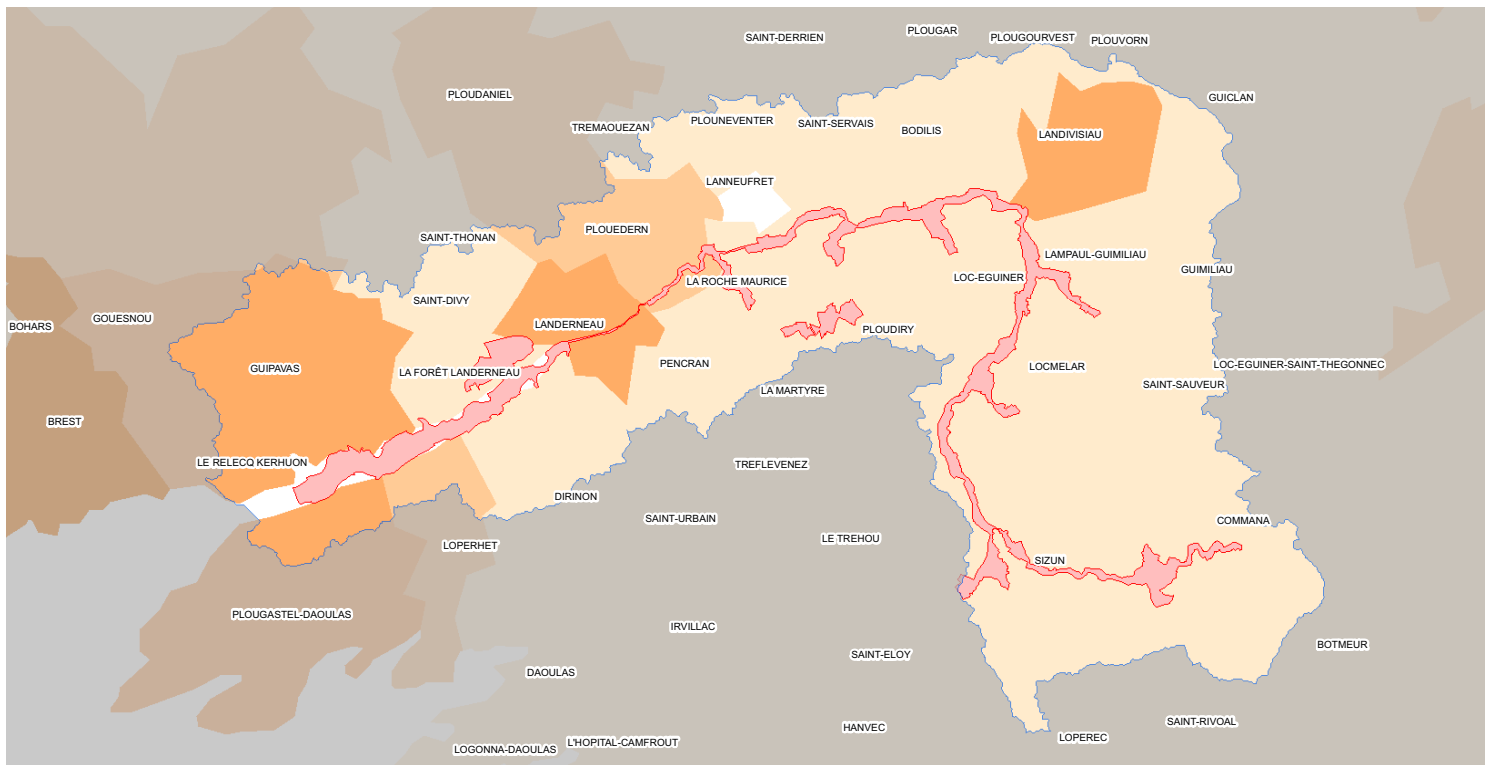 PLOUGAR
SAINT-DERRIEN
PLOUGOURVEST
PLOUVORN
PLOUDANIEL
GUICLAN
TREMAOUEZAN
PLOUNEVENTER
SAINT-SERVAIS
BODILIS
LANDIVISIAU
LANNEUFRET
SAINT-THONAN
PLOUEDERN
LAMPAUL-GUIMILIAU
GUIMILIAU
LA ROCHE MAURICE
LOC-EGUINER
SAINT-DIVY
GOUESNOU
BOHARS
LANDERNEAU
PLOUDIRY
GUIPAVAS
LA FORÊT LANDERNEAU
PENCRAN
LOCMELAR
LOC-EGUINER-SAINT-THEGONNEC
SAINT-SAUVEUR
LA MARTYRE
BREST
LE RELECQ KERHUON
TREFLEVENEZ
DIRINON
SAINT-URBAIN
COMMANA
LOPERHET
LE TREHOU
SIZUN
PLOUGASTEL-DAOULAS
IRVILLAC
SAINT-ELOY
BOTMEUR
DAOULAS
HANVEC
SAINT-RIVOAL
LOPEREC
L'HOPITAL-CAMFROUT
LOGONNA-DAOULAS